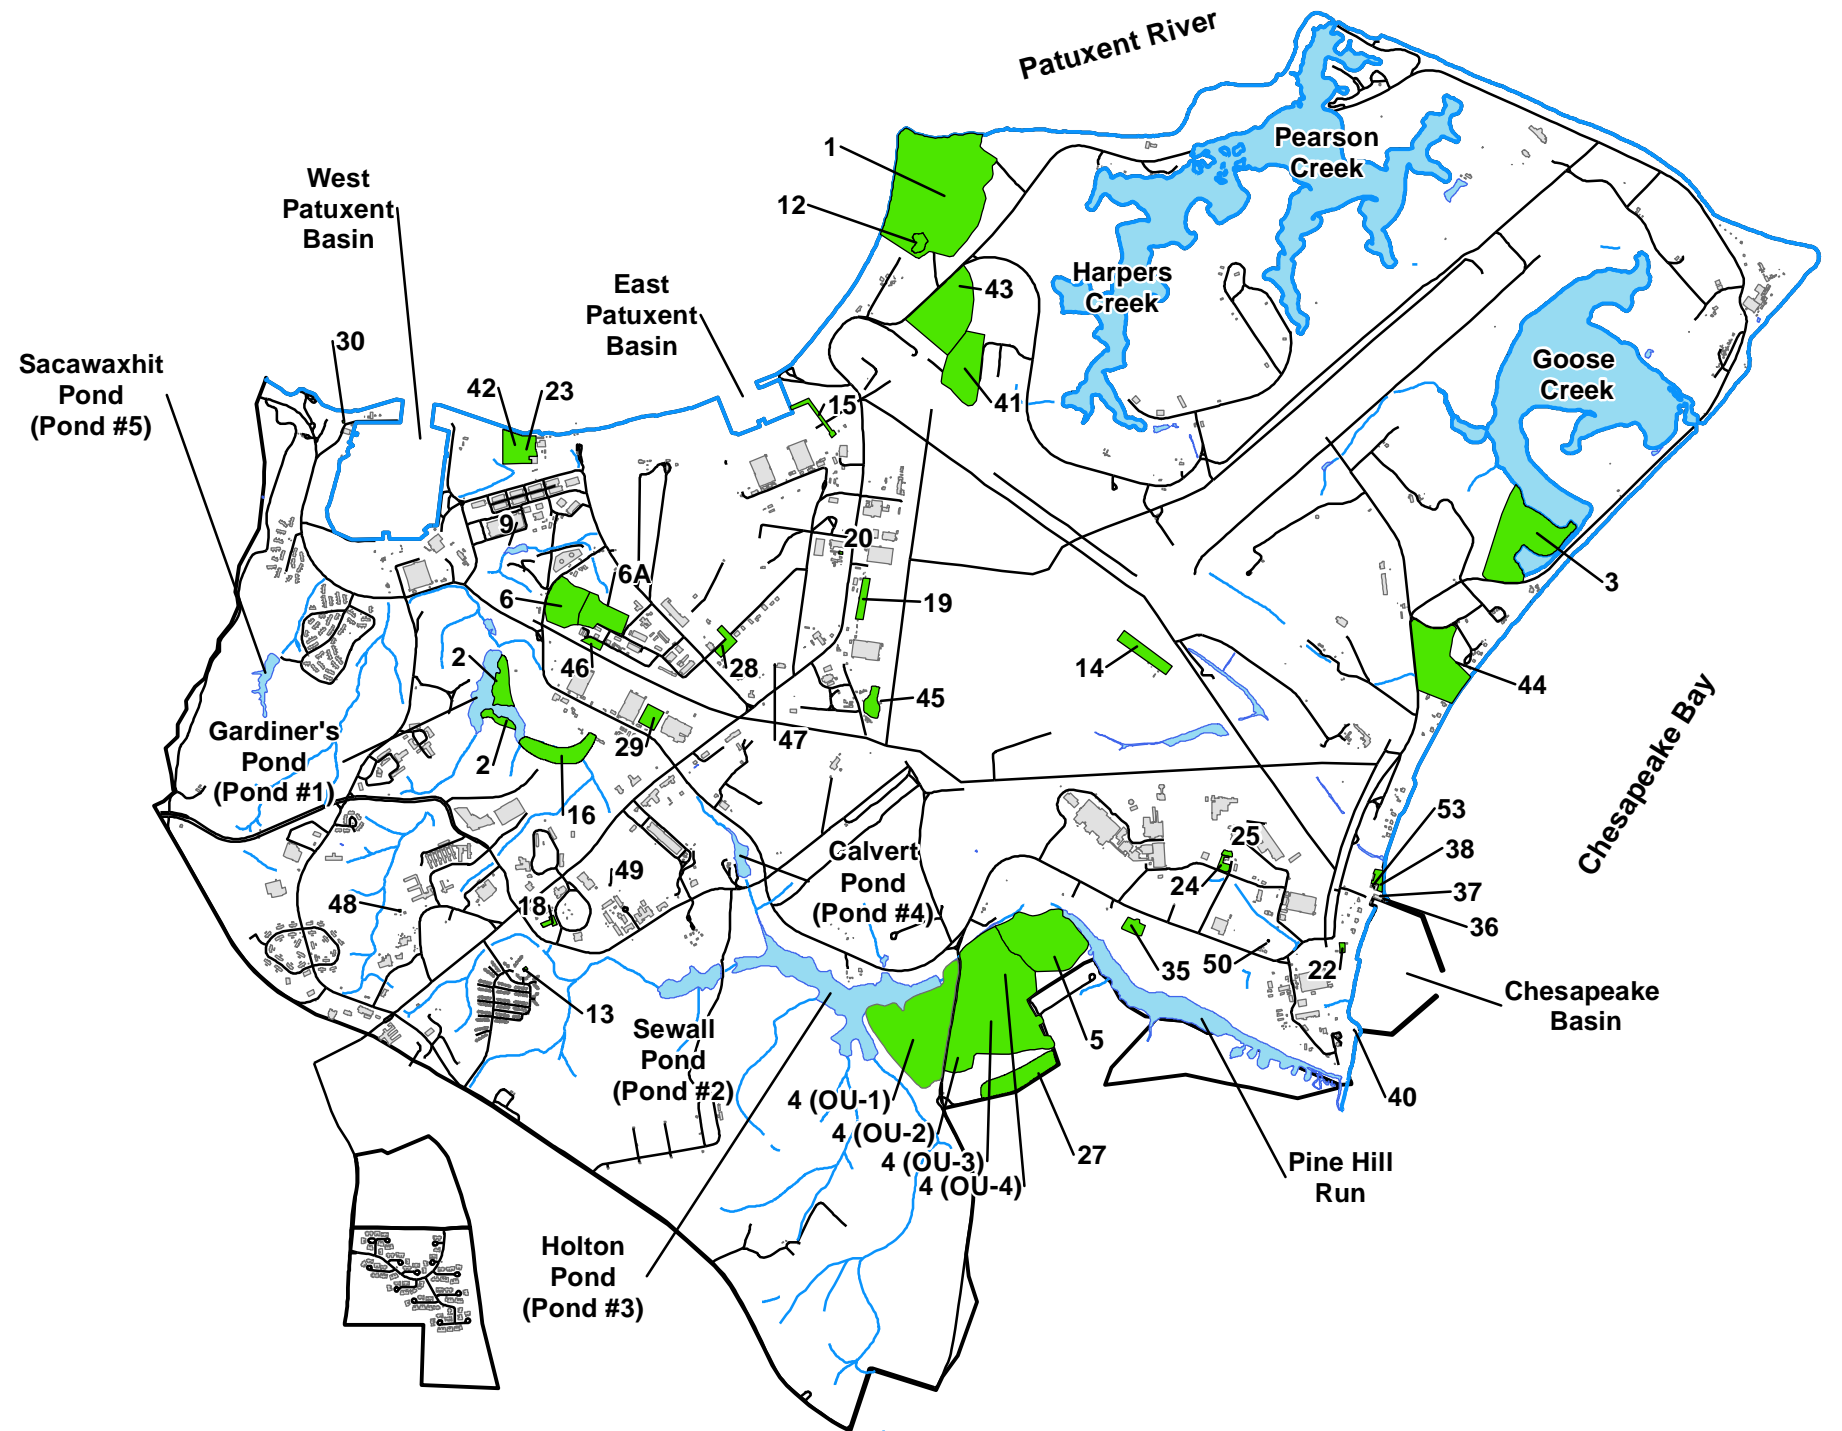 Patuxent River
Pearson
Creek
1
12
West
Patuxent
Basin
Harpers
Creek
43
East
Patuxent
Basin
30
Sacawaxhit
Pond
(Pond #5)
Goose
Creek
42
23
15
41
9
20
6A
6
19
3
2
46
28
14
44
45
Gardiner's
Pond
(Pond #1)
2
29
47
Chesapeake Bay
16
53
25
38
Calvert
Pond
(Pond #4)
49
24
37
48
18
36
35
50
22
Chesapeake
Basin
13
Sewall
Pond
(Pond #2)
5
4 (OU-1)
40
4 (OU-2)
4 (OU-3)
4 (OU-4)
27
Pine Hill
Run
Holton
Pond
(Pond #3)